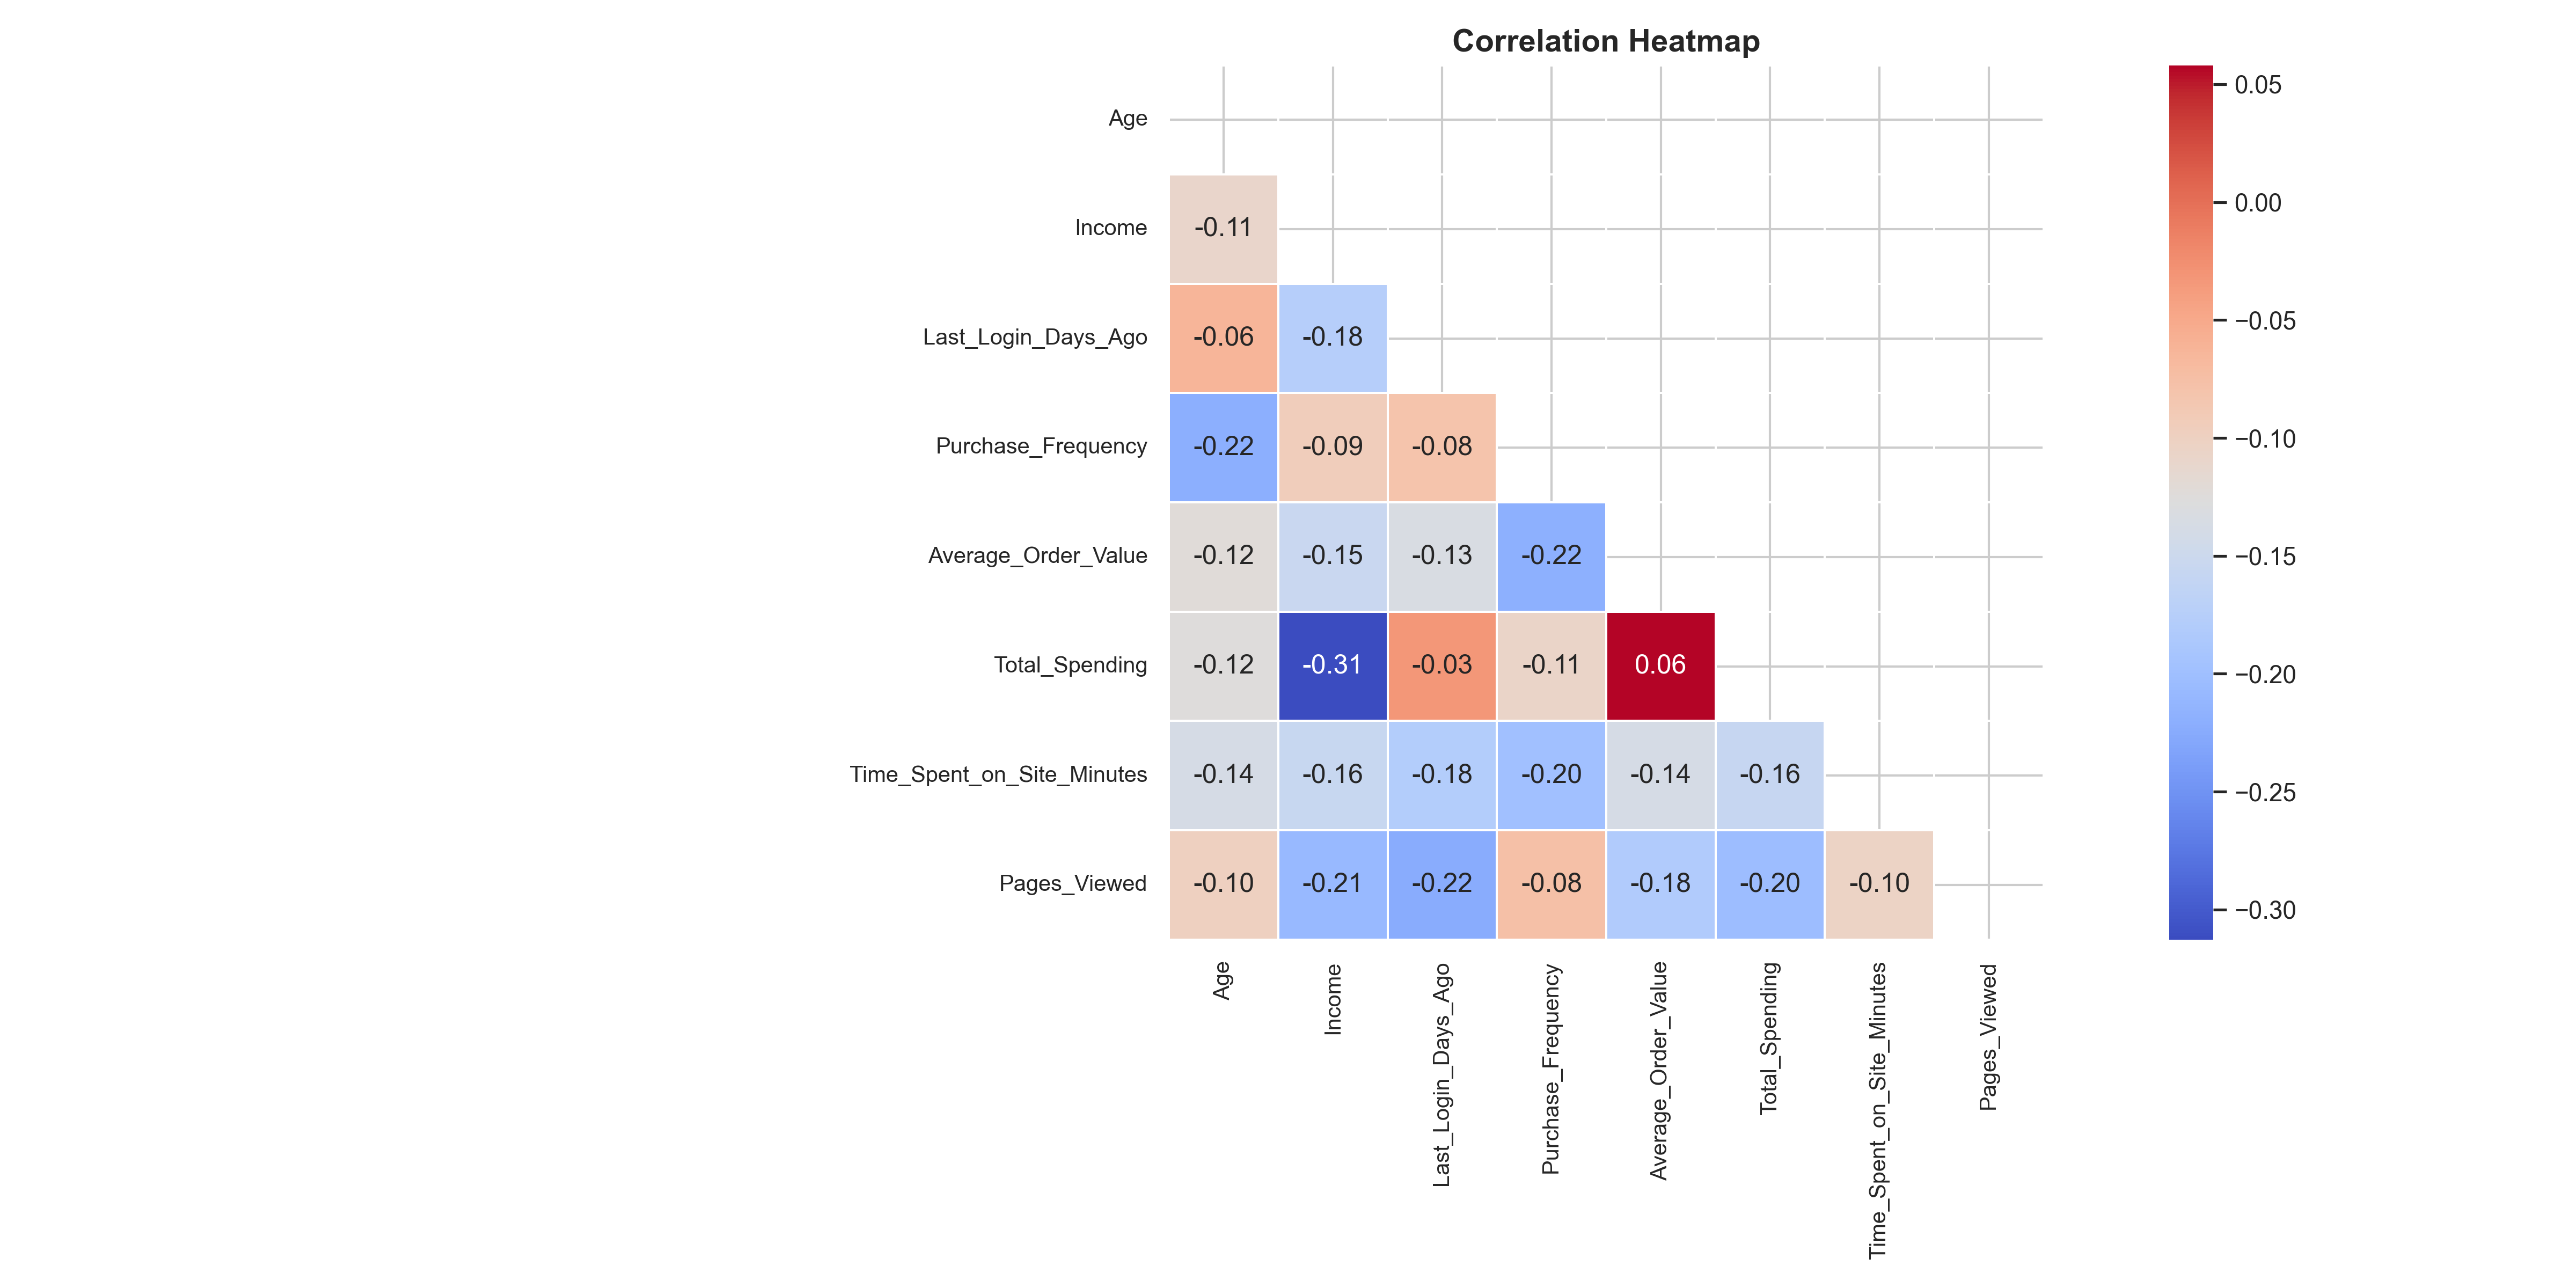 Correlation Heatmap
Age
Income -0.11
Last_Login_Days_Ago -0.06 -0.18
Purchase_Frequency -0.22 -0.09 -0.08
Average_Order_Value -0.12 -0.15 -0.13 -0.22
Total_Spending -0.12 -0.31 -0.03 -0.11 0.06
Time_Spent_on_Site_Minutes -0.14 -0.16 -0.18 -0.20 -0.14 -0.16
Pages_Viewed -0.10 -0.21 -0.22 -0.08 -0.18 -0.20 -0.10
Age
Income
Last_Login_Days_Ago
Purchase_Frequency
Average_Order_Value
Total_Spending
Time_Spent_on_Site_Minutes
Pages_Viewed
0.05
0.00
−0.05
−0.10
−0.15
−0.20
−0.25
−0.30